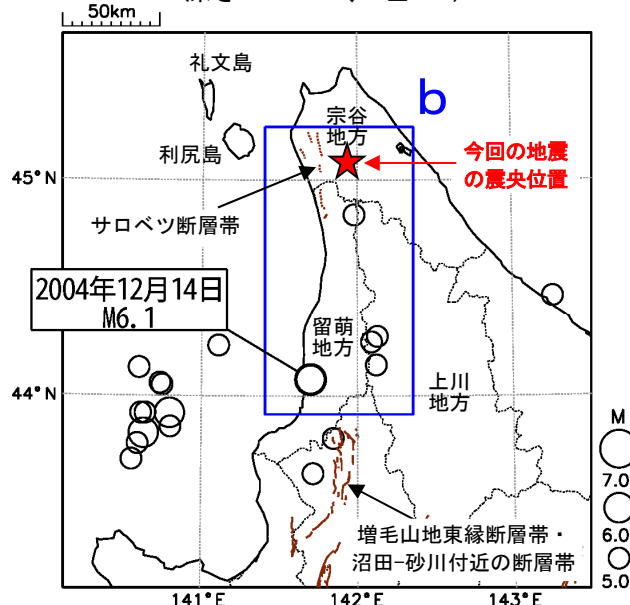 50km
礼文島
利尻島
宗谷
地方
b
今回の地震
の震央位置
45°N
サロベツ断層帯
2004年12月14日
M6.1
留萌
地方
上川
地方
44°N
M
7.0
6.0
5.0
増毛山地東縁断層帯・
沼田-砂川付近の断層帯
141°E
142°E
143°E